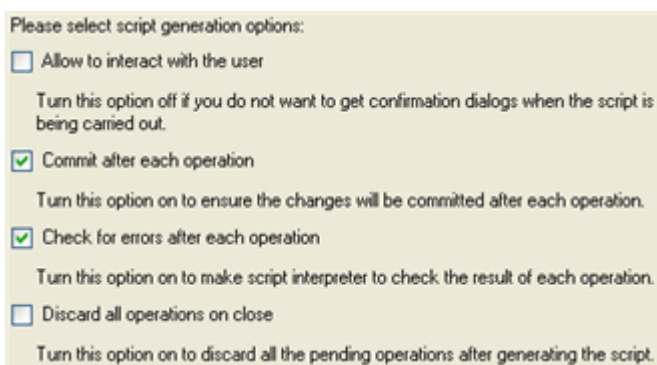 Please select script generation options:
Allow to interact with the user
Turn this option off if you do not want to get confirmation dialogs when the script is
being carried out.
Commit after each operation
Turn this option on to ensure the changes will be committed after each operation.
Check for errors after each operation
Turn this option on to make script interpreter to check the result of each operation.
Discard all operations on close
Turn this option on to discard all the pending operations after generating the script.